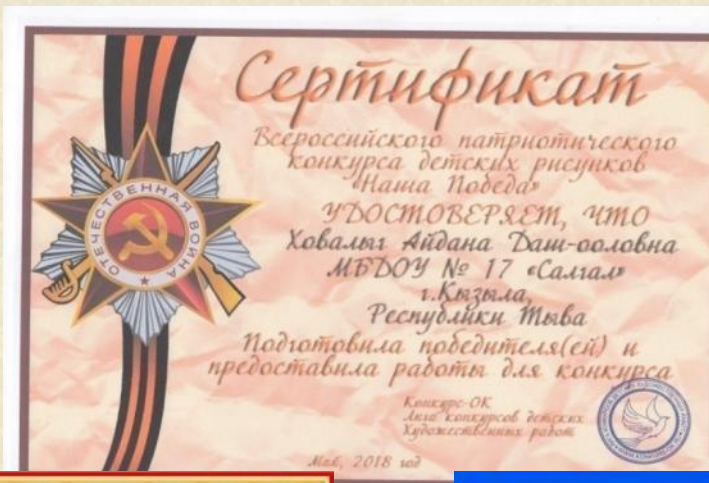 Сертификат
Всероссийского патриотического
конкурса детских рисунков
«Наша Победа»
УДОСТОВЕРЯЕТ, ЧТО
Ховалыг Айдана Даш-ооловна
МБДОУ № 17 «Салгал»
г.Кызыла,
Республики Тыва
Подготовила победителя(ей) и
предоставила работы для конкурса
Конкурс-ОК
Лига конкурсов детских
Художественных работ
Май, 2018 год
ОТЕЧЕСТВЕННАЯ ВОЙНА